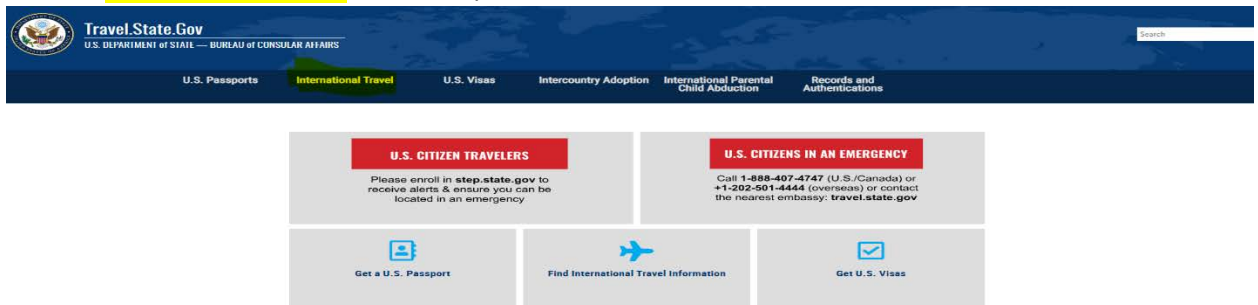 Travel.State.Gov
U.S. DEPARTMENT of STATE — BUREAU of CONSULAR AFFAIRS
Search
U.S. Passports
International Travel
U.S. Visas
Intercountry Adoption
International Parental
Child Abduction
Records and
Authentications
U.S. CITIZEN TRAVELERS
Please enroll in step.state.gov to
receive alerts & ensure you can be
located in an emergency
U.S. CITIZENS IN AN EMERGENCY
Call 1-888-407-4747 (U.S./Canada) or
+1-202-501-4444 (overseas) or contact
the nearest embassy: travel.state.gov
Get a U.S. Passport
Find International Travel Information
Get U.S. Visas